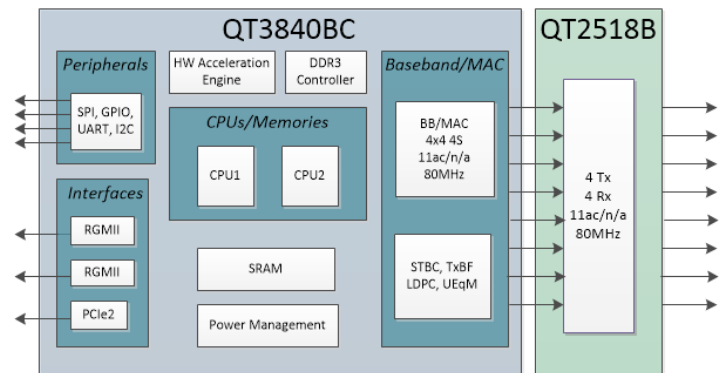 QT3840BC
QT2518B
Peripherals
SPI, GPIO,
UART, I2C
HW Acceleration
Engine
DDR3
Controller
CPUs/Memories
CPU1
CPU2
Baseband/MAC
BB/MAC
4x4 4S
11ac/n/a
80MHz
4 Tx
4 Rx
11ac/n/a
80MHz
Interfaces
RGMII
RGMII
PCIe2
SRAM
Power Management
STBC, TxBF
LDPC, UEqM